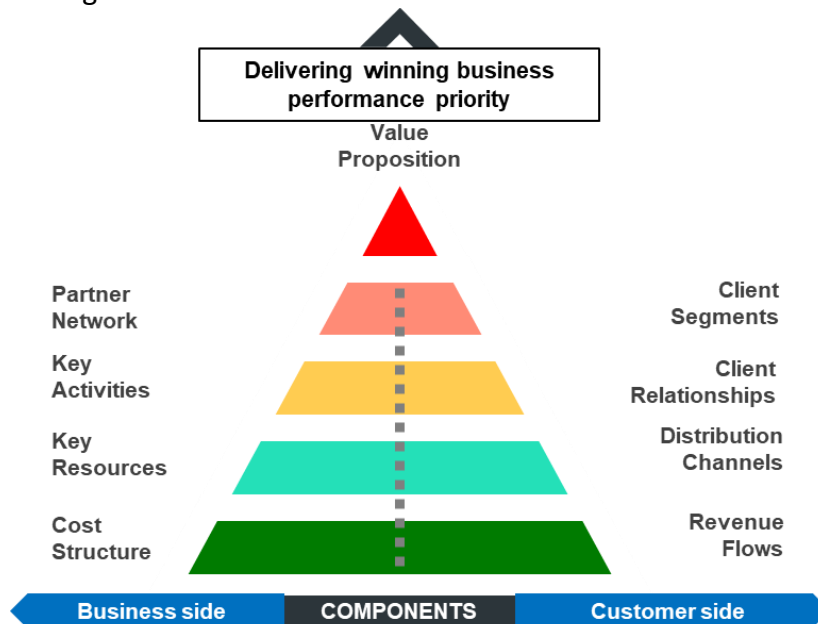 Delivering winning business
performance priority
Value
Proposition
Partner
Network
Client
Segments
Key
Activities
Client
Relationships
Key
Resources
Distribution
Channels
Cost
Structure
Revenue
Flows
Business side
COMPONENTS
Customer side